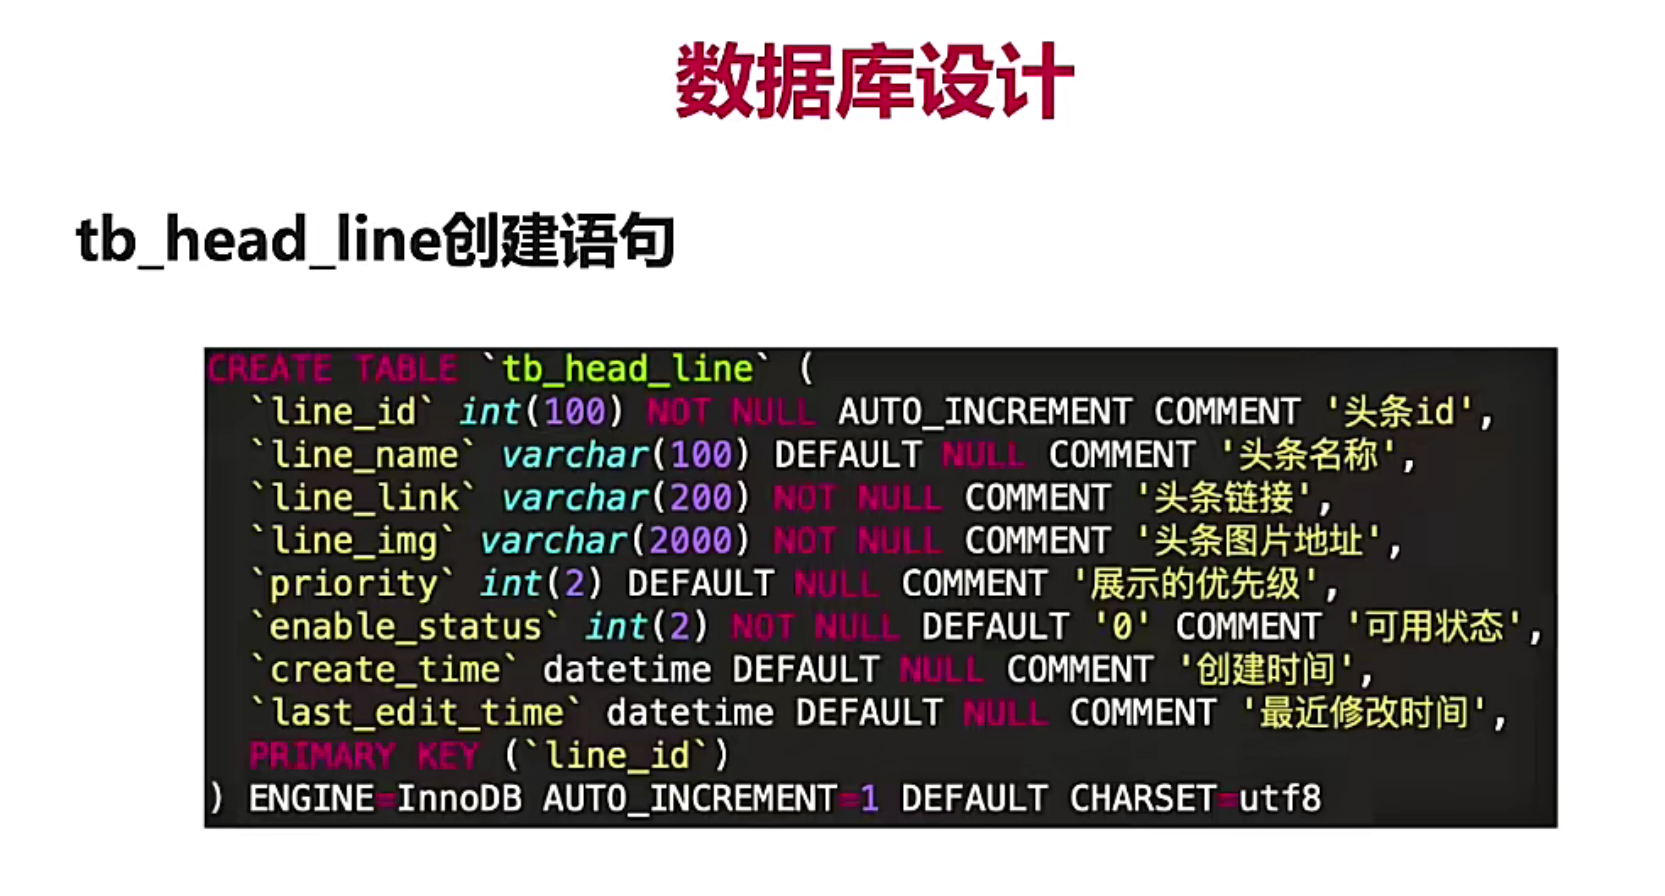 数据库设计
tb_head_line创建语句
CREATE TABLE `tb_head_line` (
`line_id` int(100) NOT NULL AUTO_INCREMENT COMMENT '头条id',
`line_name` varchar(100) DEFAULT NULL COMMENT '头条名称',
`line_link` varchar(200) NOT NULL COMMENT '头条链接',
`line_img` varchar(2000) NOT NULL COMMENT '头条图片地址',
`priority` int(2) DEFAULT NULL COMMENT '展示的优先级',
`enable_status` int(2) NOT NULL DEFAULT '0' COMMENT '可用状态',
`create_time` datetime DEFAULT NULL COMMENT '创建时间',
`last_edit_time` datetime DEFAULT NULL COMMENT '最近修改时间',
PRIMARY KEY (`line_id`)
) ENGINE=InnoDB AUTO_INCREMENT=1 DEFAULT CHARSET=utf8